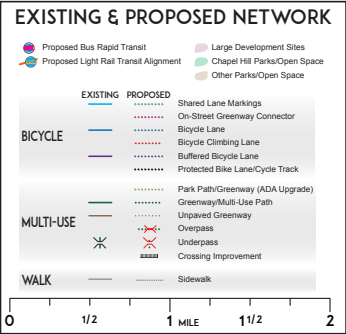 EXISTING & PROPOSED NETWORK
Proposed Bus Rapid Transit
Proposed Light Rail Transit Alignment
Large Development Sites
Chapel Hill Parks/Open Space
Other Parks/Open Space
EXISTING PROPOSED
BICYCLE
Shared Lane Markings
On-Street Greenway Connector
Bicycle Lane
Bicycle Climbing Lane
Buffered Bicycle Lane
Protected Bike Lane/Cycle Track
MULTI-USE
Park Path/Greenway (ADA Upgrade)
Greenway/Multi-Use Path
Unpaved Greenway
Overpass
Underpass
Crossing Improvement
WALK
Sidewalk
0 1/2 1 MILE 1 1/2 2